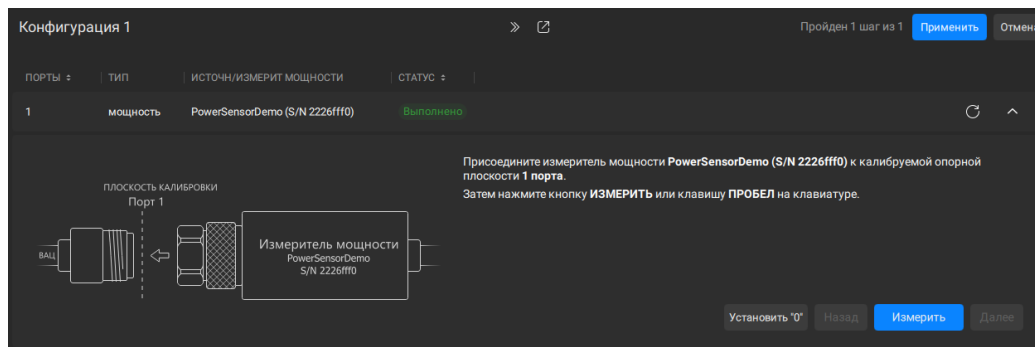 Конфигурация 1
Пройден 1 шаг из 1
Применить
Отмена
ПОРТЫ
ТИП
ИСТОЧН/ИЗМЕРИТ МОЩНОСТИ
СТАТУС
1
мощность
PowerSensorDemo (S/N 2226fff0)
Выполнено
Присоедините измеритель мощности PowerSensorDemo (S/N 2226fff0) к калибруемой опорной
плоскости 1 порта.
Затем нажмите кнопку ИЗМЕРИТЬ или клавишу ПРОБЕЛ на клавиатуре.
ПЛОСКОСТЬ КАЛИБРОВКИ
Порт 1
ВАЦ
Измеритель мощности
PowerSensorDemo
S/N 2226fff0
Установить "0"
Назад
Измерить
Далее